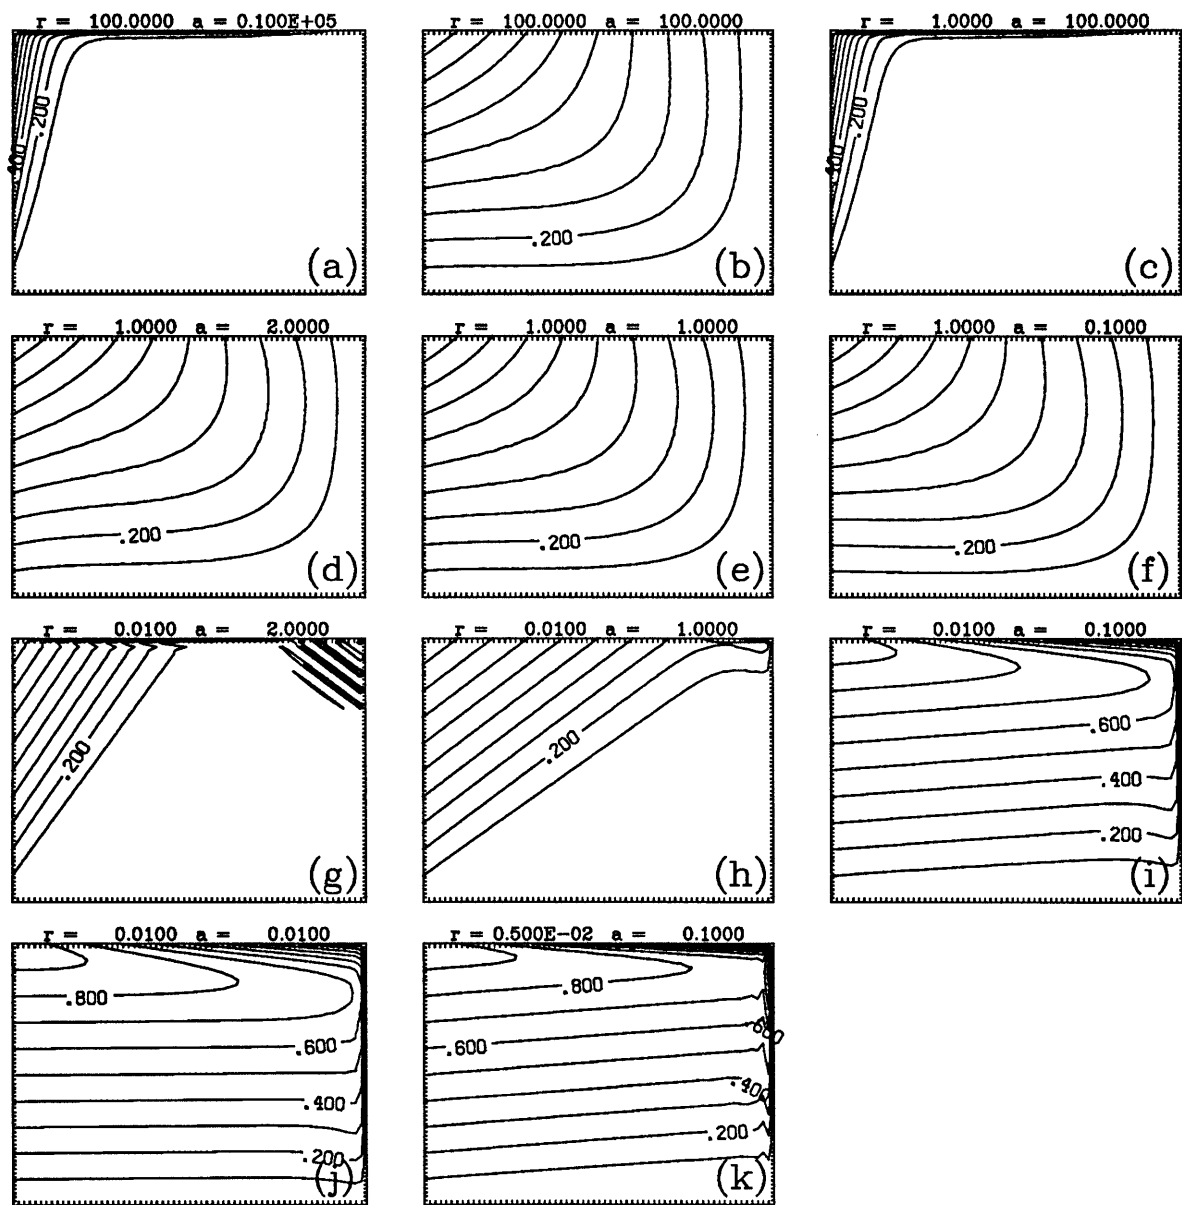 r = 100.0000 a = 0.100E+05
r = 100.0000 a = 100.0000
r = 1.0000 a = 100.0000
.400
.200
(a)
.200
(b)
.400
.200
(c)
r = 1.0000 a = 2.0000
r = 1.0000 a = 1.0000
r = 1.0000 a = 0.1000
.200
(d)
.200
(e)
.200
(f)
r = 0.0100 a = 2.0000
r = 0.0100 a = 1.0000
r = 0.0100 a = 0.1000
.200
(g)
.200
(h)
.600
.400
.200
(i)
r = 0.0100 a = 0.0100
r = 0.500E-02 a = 0.1000
.800
.600
.400
.200
(j)
.800
.600
.600
.400
.200
(k)